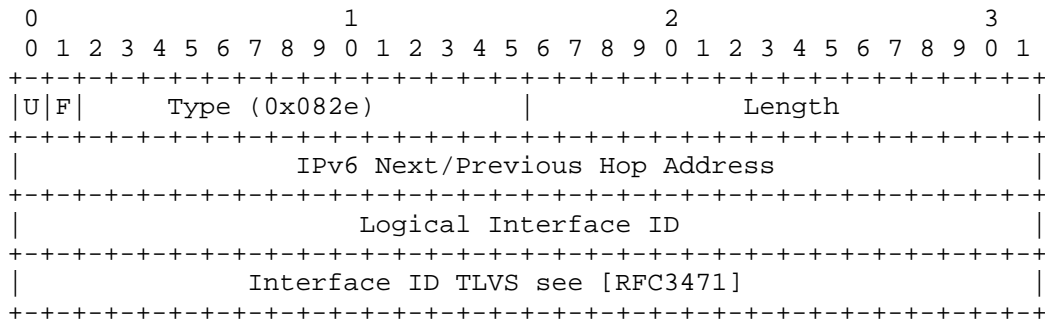 0                   1                   2                   3
 0 1 2 3 4 5 6 7 8 9 0 1 2 3 4 5 6 7 8 9 0 1 2 3 4 5 6 7 8 9 0 1
+-+-+-+-+-+-+-+-+-+-+-+-+-+-+-+-+-+-+-+-+-+-+-+-+-+-+-+-+-+-+-+-+
|U|F|     Type (0x082e)         |             Length            |
+-+-+-+-+-+-+-+-+-+-+-+-+-+-+-+-+-+-+-+-+-+-+-+-+-+-+-+-+-+-+-+-+
|                 IPv6 Next/Previous Hop Address                |
+-+-+-+-+-+-+-+-+-+-+-+-+-+-+-+-+-+-+-+-+-+-+-+-+-+-+-+-+-+-+-+-+
|                     Logical Interface ID                      |
+-+-+-+-+-+-+-+-+-+-+-+-+-+-+-+-+-+-+-+-+-+-+-+-+-+-+-+-+-+-+-+-+
|              Interface ID TLVS see [RFC3471]                  |
+-+-+-+-+-+-+-+-+-+-+-+-+-+-+-+-+-+-+-+-+-+-+-+-+-+-+-+-+-+-+-+-+